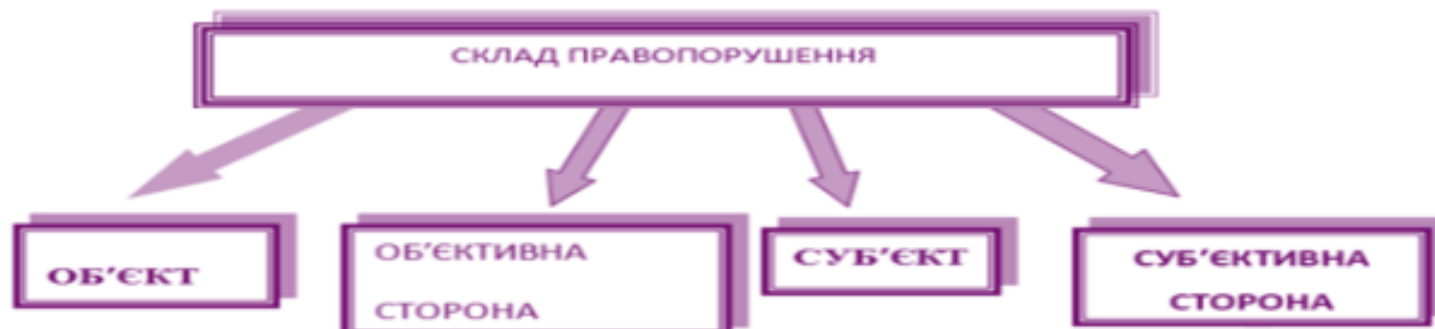 СКЛАД ПРАВОПОРУШЕННЯ
ОБ’ЄКТ
ОБ’ЄКТИВНА
СТОРОНА
СУБ’ЄКТ
СУБ’ЄКТИВНА
СТОРОНА